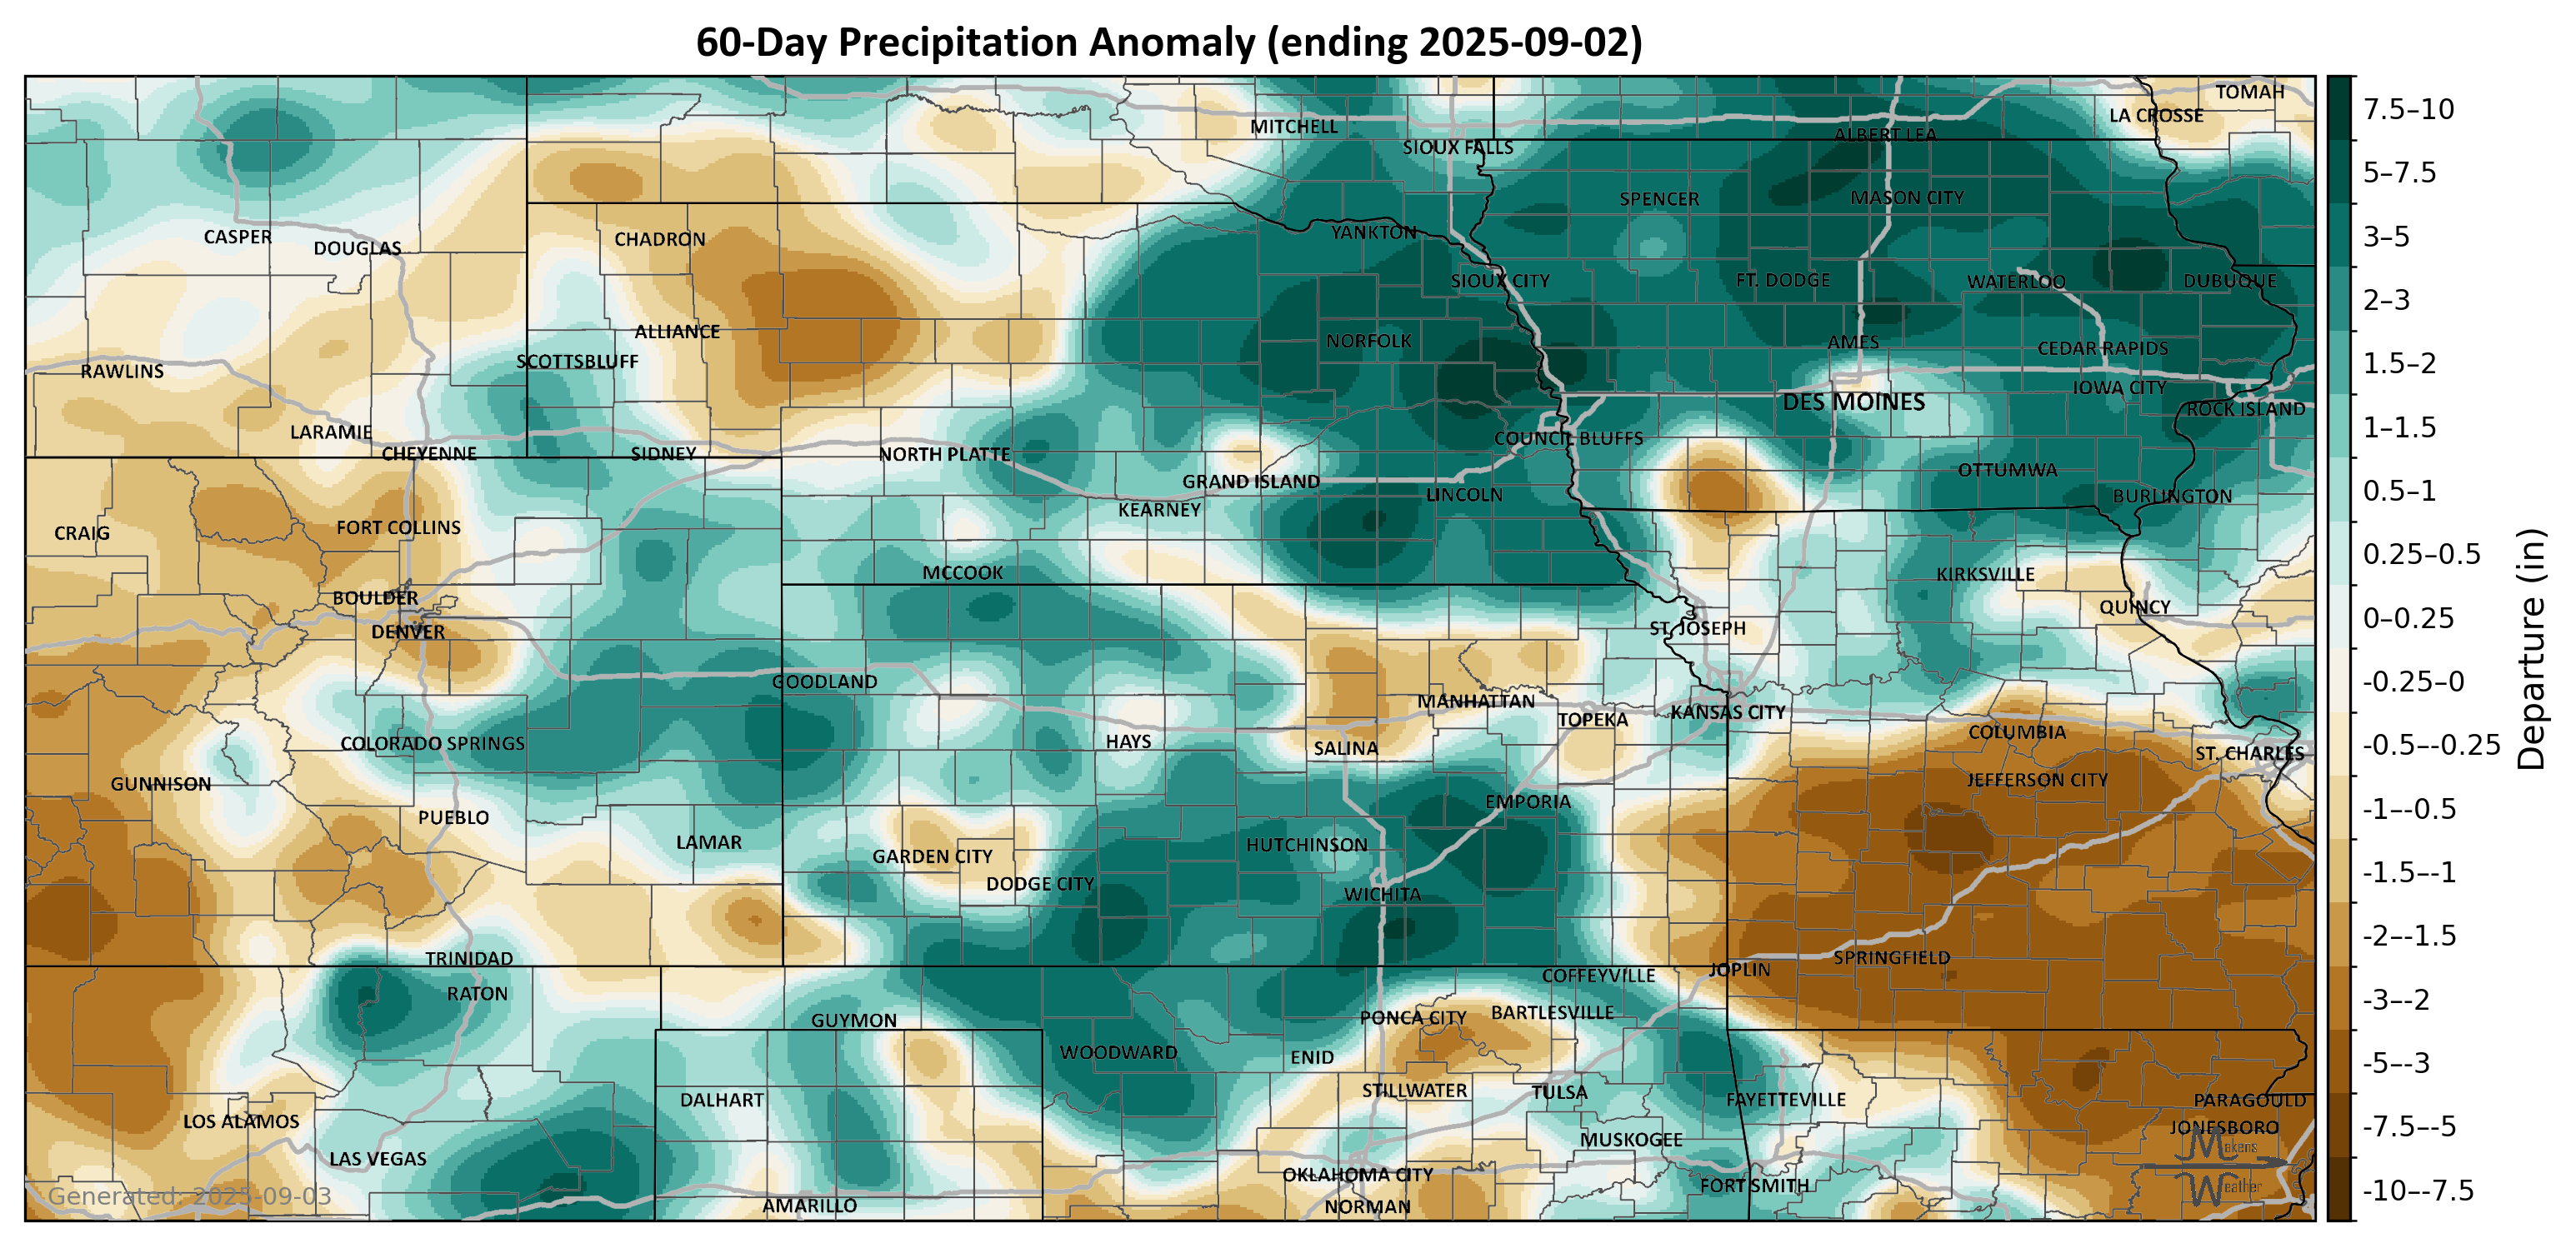 60-Day Precipitation Anomaly (ending 2025-09-02)
TOMAH
LA CROSSE
MITCHELL
ALBERT LEA
SIOUX FALLS
SPENCER
MASON CITY
CASPER
DOUGLAS
CHADRON
YANKTON
SIOUX CITY
FT. DODGE
WATERLOO
DUBUQUE
ALLIANCE
NORFOLK
AMES
CEDAR RAPIDS
SCOTTSBLUFF
RAWLINS
IOWA CITY
DES MOINES
ROCK ISLAND
LARAMIE
COUNCIL BLUFFS
CHEYENNE
SIDNEY
NORTH PLATTE
OTTUMWA
GRAND ISLAND
LINCOLN
BURLINGTON
KEARNEY
CRAIG
FORT COLLINS
MCCOOK
KIRKSVILLE
BOULDER
QUINCY
DENVER
ST. JOSEPH
GOODLAND
MANHATTAN
TOPEKA
KANSAS CITY
COLUMBIA
COLORADO SPRINGS
HAYS
SALINA
ST. CHARLES
GUNNISON
JEFFERSON CITY
EMPORIA
PUEBLO
LAMAR
HUTCHINSON
GARDEN CITY
DODGE CITY
WICHITA
TRINIDAD
SPRINGFIELD
COFFEYVILLE
JOPLIN
RATON
GUYMON
PONCA CITY
BARTLESVILLE
WOODWARD
ENID
STILLWATER
TULSA
DALHART
FAYETTEVILLE
PARAGOULD
LOS ALAMOS
JONESBORO
MUSKOGEE
LAS VEGAS
OKLAHOMA CITY
FORT SMITH
AMARILLO
NORMAN
Makens
Weather
Generated: 2025-09-03
7.5–10
5–7.5
3–5
2–3
1.5–2
1–1.5
0.5–1
0.25–0.5
0–0.25
-0.25–0
-0.5–-0.25
-1–-0.5
-1.5–-1
-2–-1.5
-3–-2
-5–-3
-7.5–-5
-10–-7.5
Departure (in)